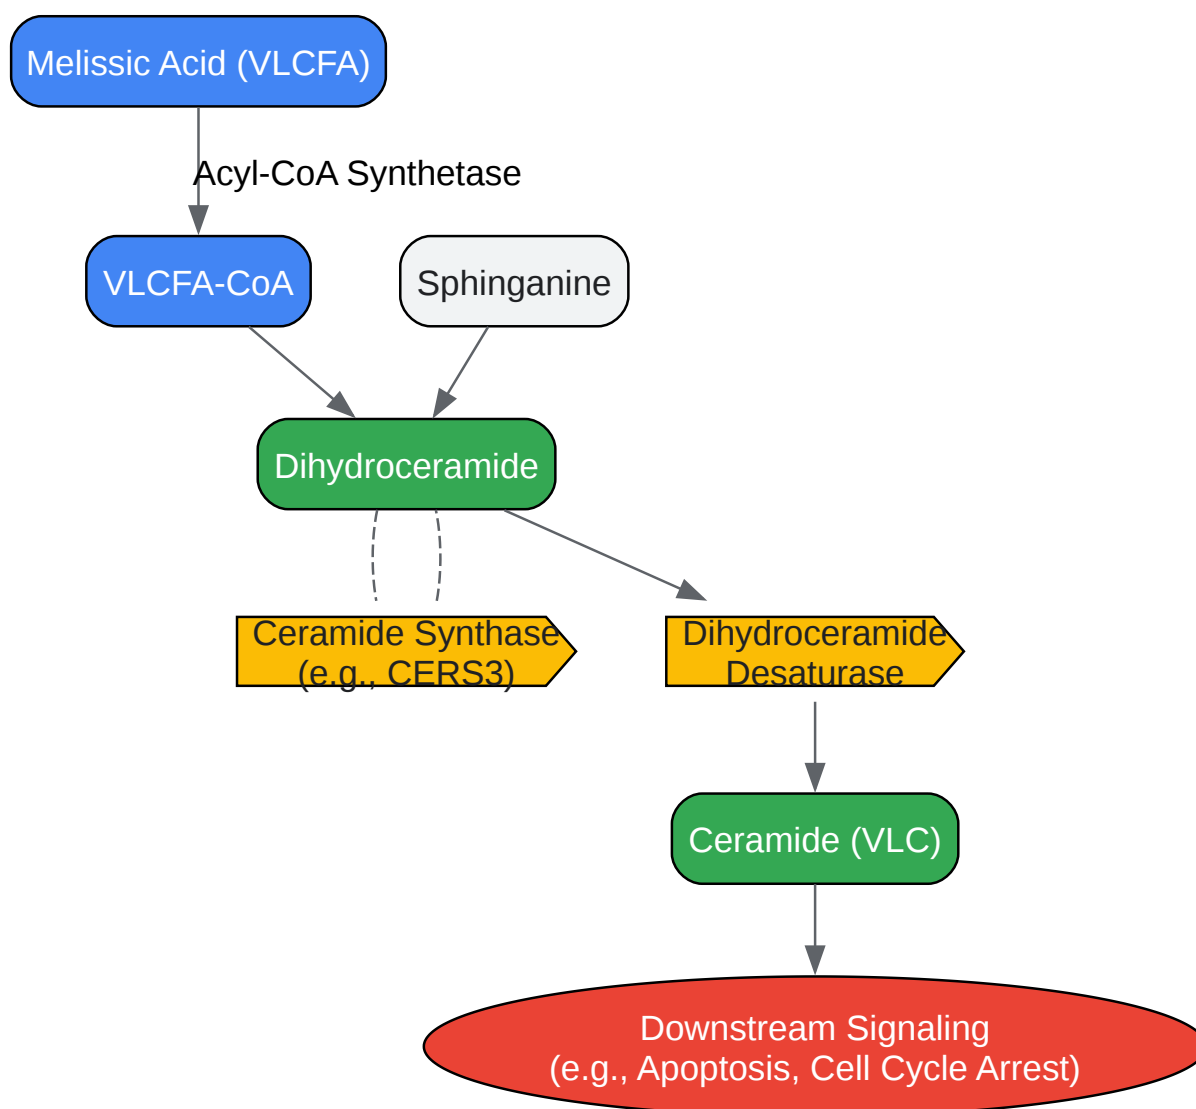 Melissic Acid (VLCFA)
Acyl-CoA Synthetase
VLCFA-CoA
Sphinganine
Dihydroceramide
Ceramide Synthase
(e.g., CERS3)
Dihydroceramide
Desaturase
Ceramide (VLC)
Downstream Signaling
(e.g., Apoptosis, Cell Cycle Arrest)